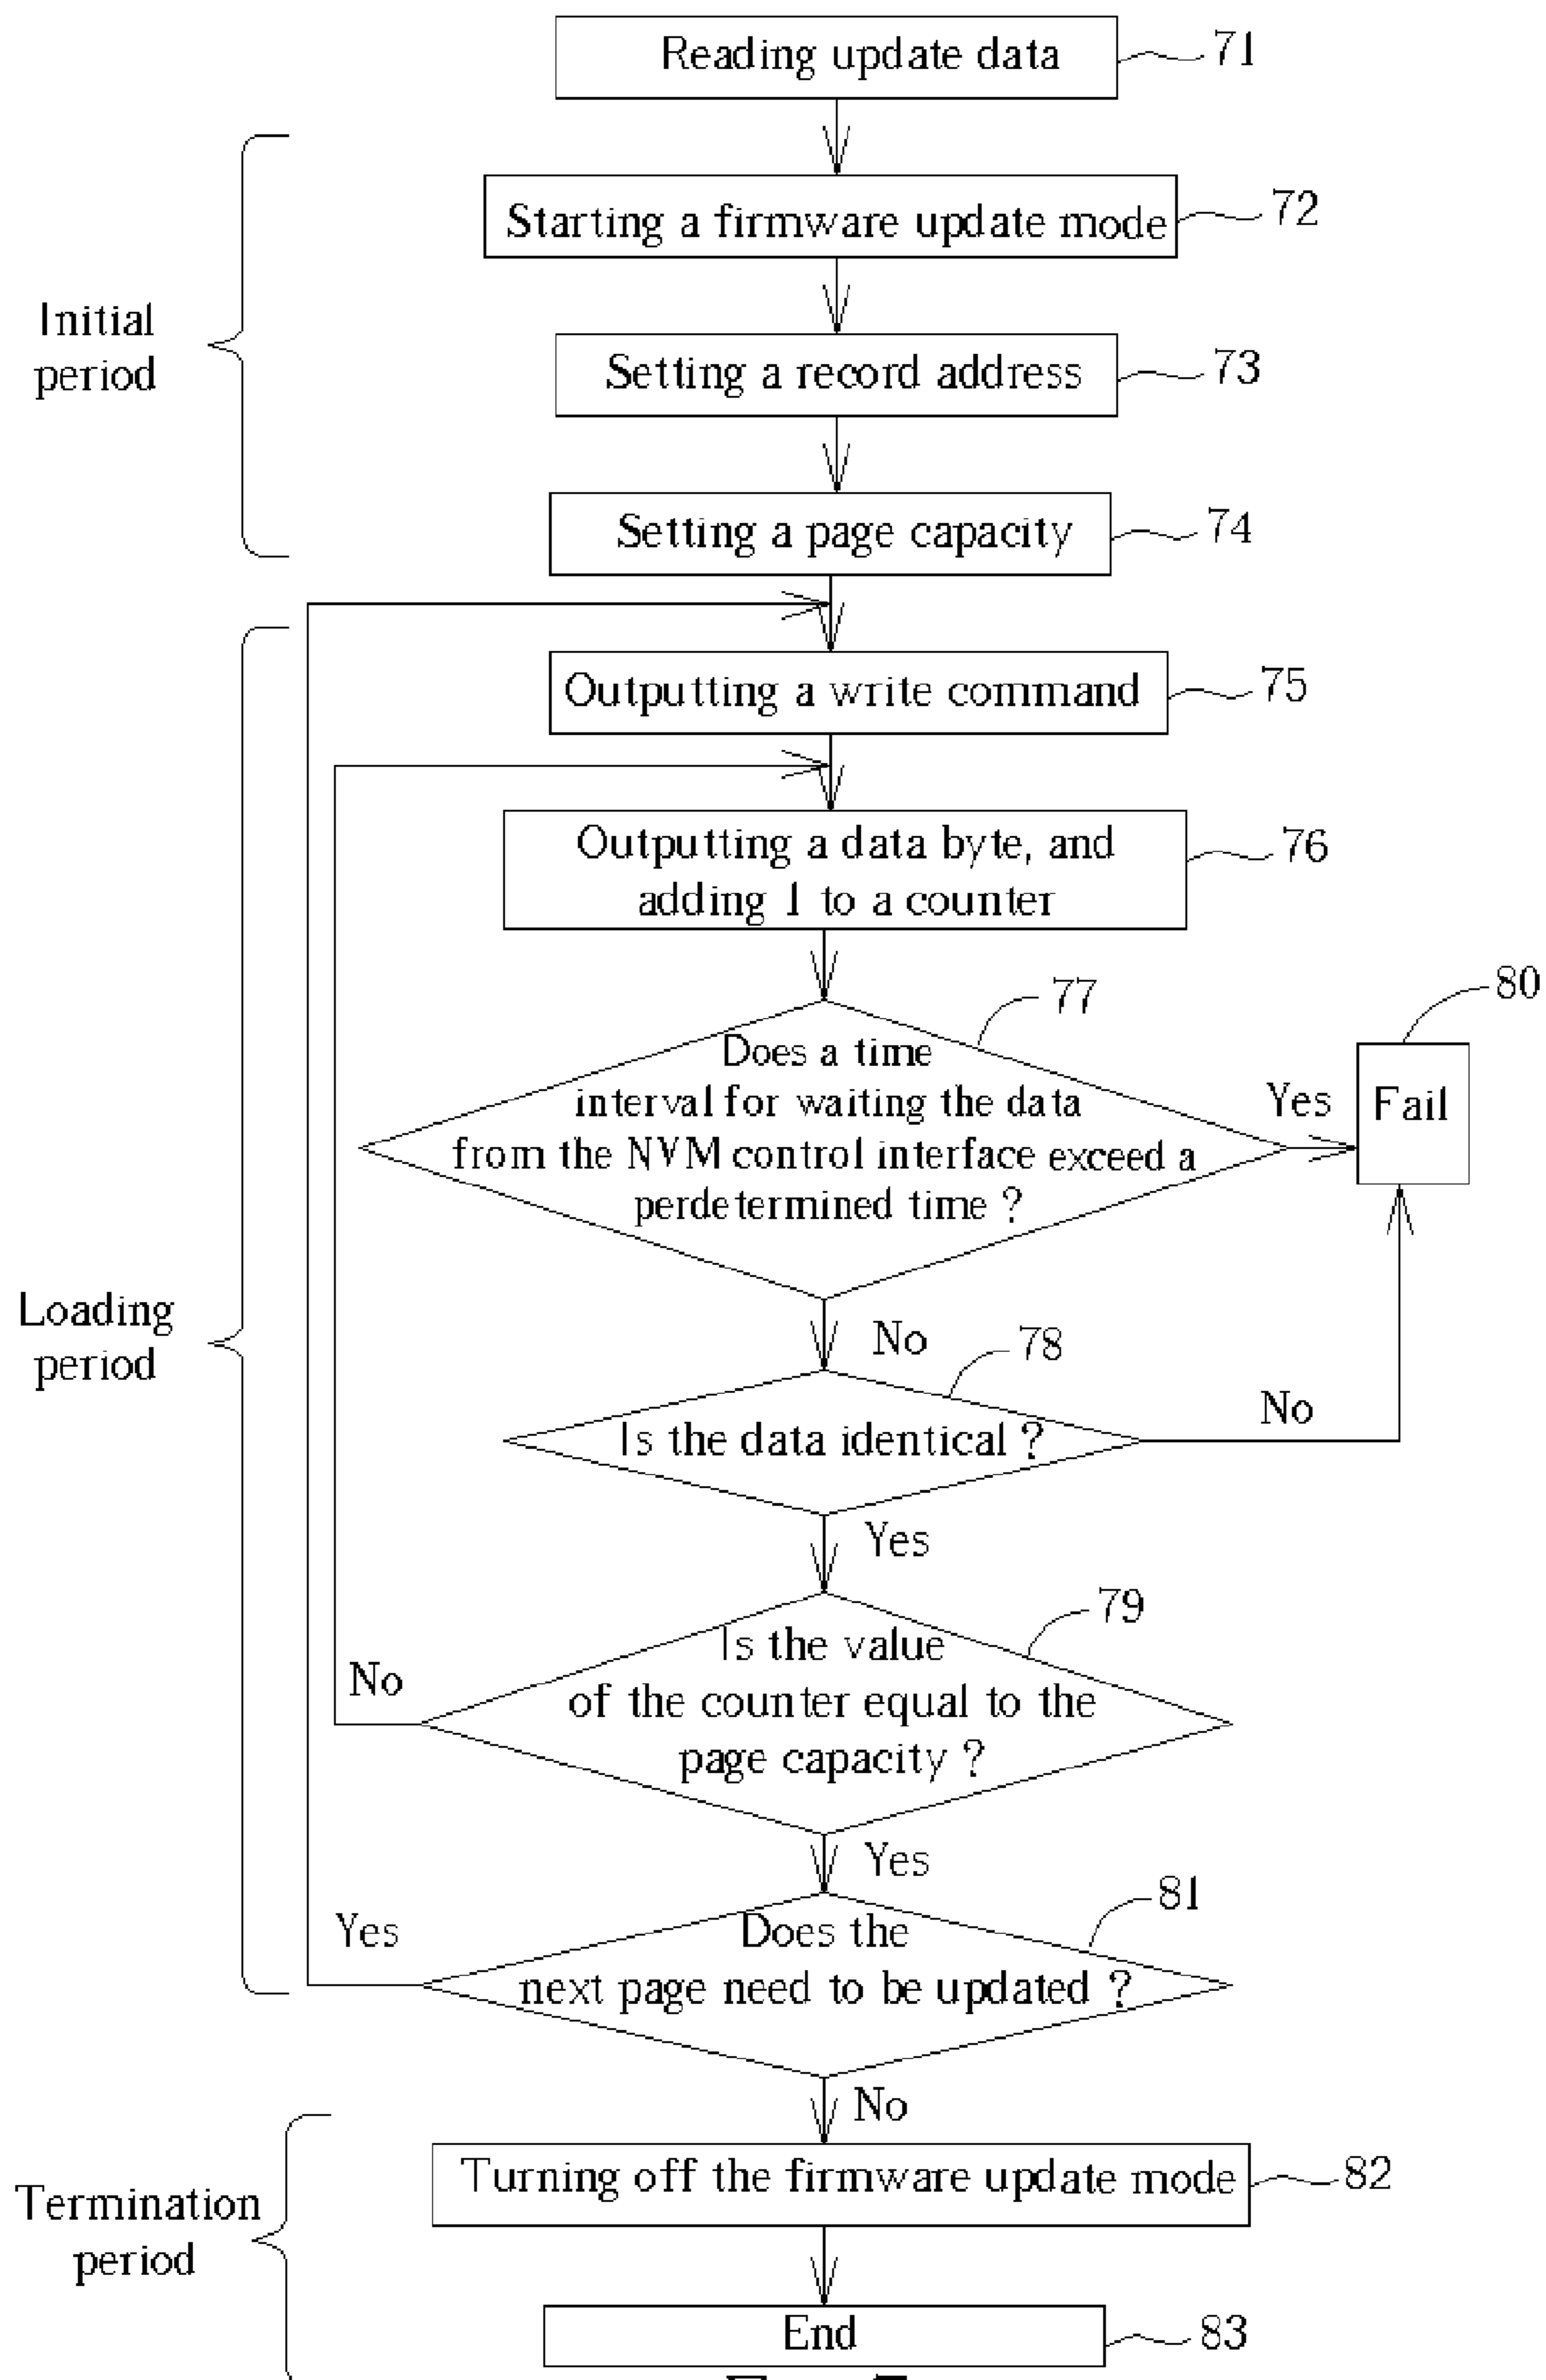 Reading update data
71
Starting a firmware update mode
72
Initial
period
Setting a record address
73
Setting a page capacity
74
Outputting a write command
75
Outputting a data byte, and
adding 1 to a counter
76
77
80
Does a time
interval for waiting the data
from the NVM control interface exceed a
perdetermined time ?
Yes
Fail
Loading
period
No
78
Is the data identical ?
No
Yes
79
Is the value
of the counter equal to the
page capacity ?
No
Yes
81
Does the
next page need to be updated ?
Yes
No
Termination
period
Turning off the firmware update mode
82
End
83